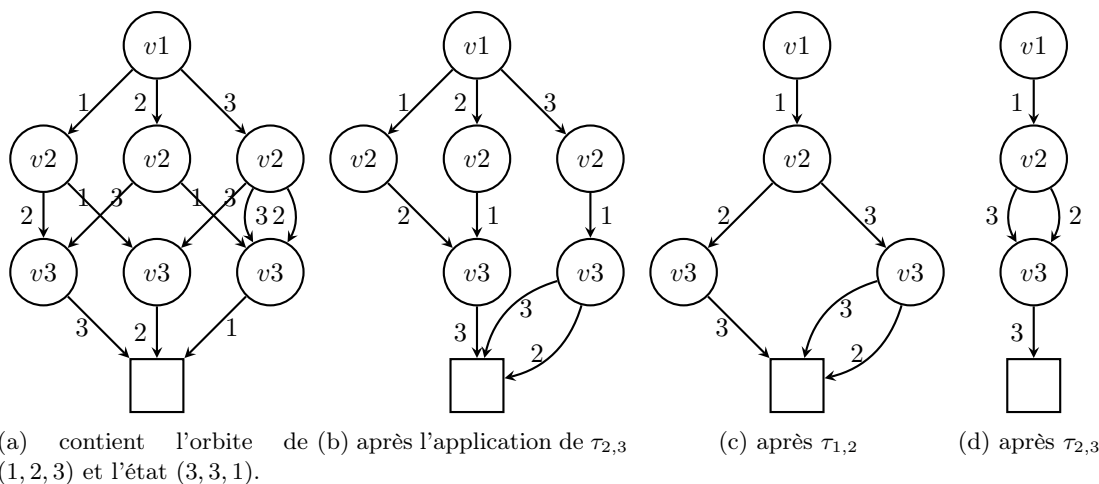 v1 v1 v1 v1
1 2 3 1 2 3 1 1
v2 v2 v2 v2 v2 v2 v2 v2
2 1 3 1 3 3 2 2 1 1 2 3 3 2
v3 v3 v3 v3 v3 v3 v3 v3
3 2 1 3 3 2 3 3 2 3
(a) contient l'orbite de
(1, 2, 3) et l'état (3, 3, 1).
(b) après l'application de τ2,3
(c) après τ1,2
(d) après τ2,3